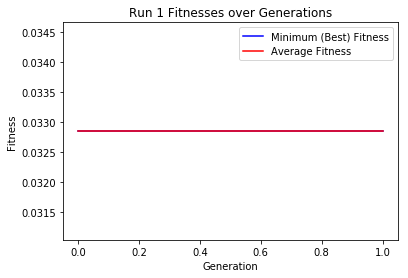 Run 1 Fitnesses over Generations
Minimum (Best) Fitness
Average Fitness
Fitness
0.0345
0.0340
0.0335
0.0330
0.0325
0.0320
0.0315
0.0
0.2
0.4
0.6
0.8
1.0
Generation